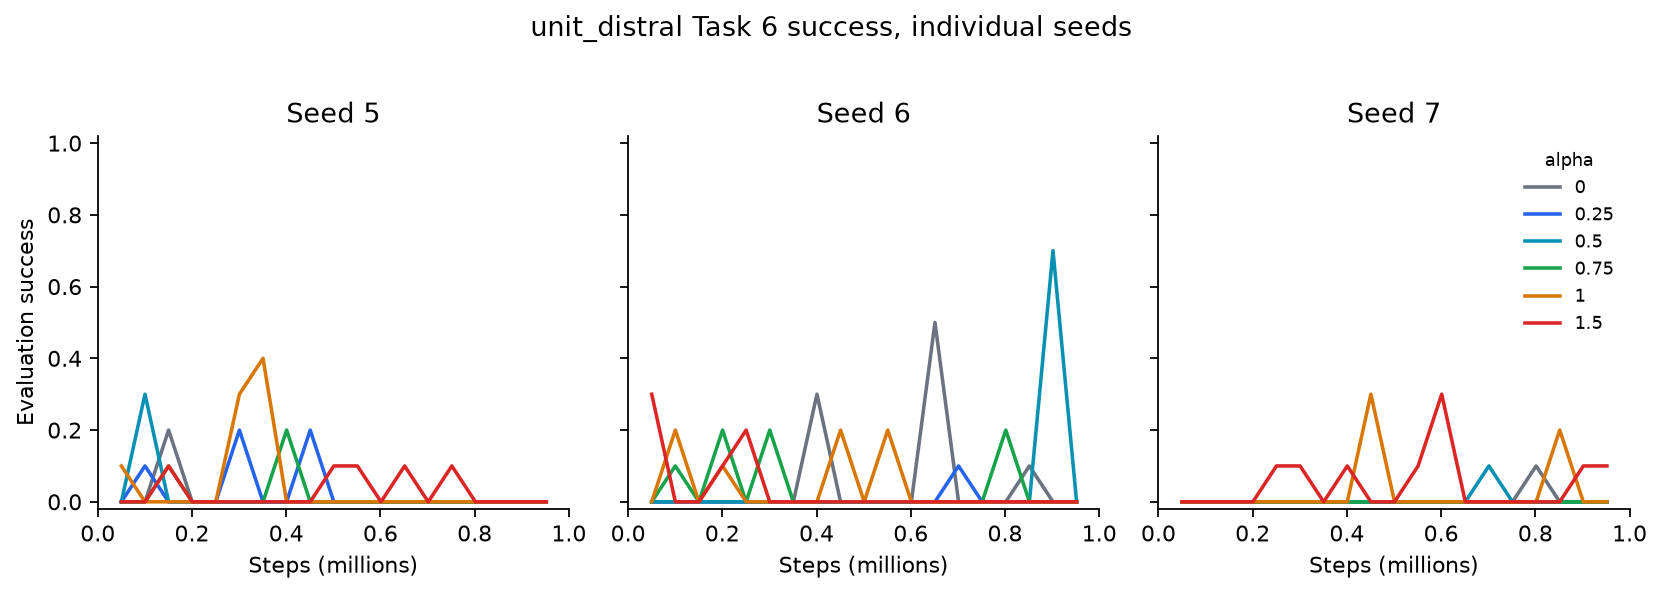 unit_distral Task 6 success, individual seeds
Seed 5
Seed 6
Seed 7
Evaluation success
1.0
0.8
0.6
0.4
0.2
0.0
0.0 0.2 0.4 0.6 0.8 1.0
Steps (millions)
0.0 0.2 0.4 0.6 0.8 1.0
Steps (millions)
alpha
0
0.25
0.5
0.75
1
1.5
0.0 0.2 0.4 0.6 0.8 1.0
Steps (millions)